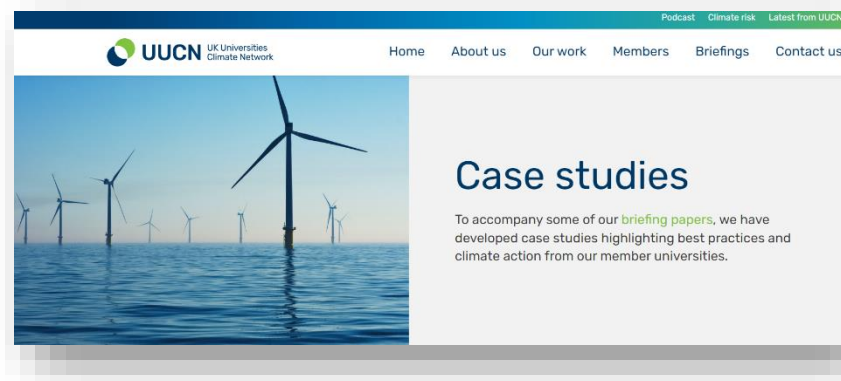 Podcast Climate risk Latest from UUCN
UUCN UK Universities
Climate Network
Home About us Our work Members Briefings Contact us
Case studies
To accompany some of our briefing papers, we have
developed case studies highlighting best practices and
climate action from our member universities.